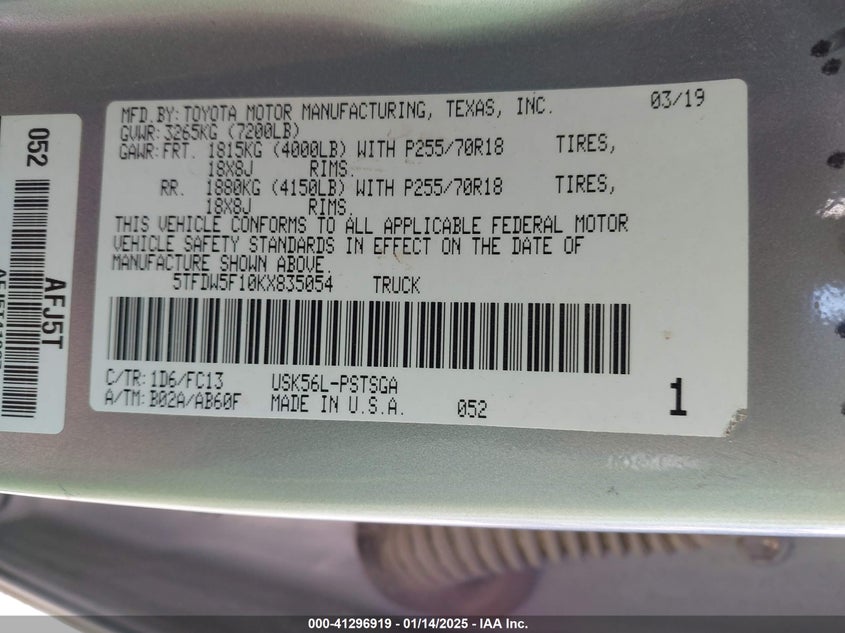 MFD.BY:TOYOTA MOTOR MANUFACTURING, TEXAS, INC. 03/19
GVWR:3265KG (7200LB)
GAWR:FRT. 1815KG (4000LB) WITH P255/70R18 TIRES,
18X8J RIMS.
RR. 1880KG (4150LB) WITH P255/70R18 TIRES,
18X8J RIMS.
THIS VEHICLE CONFORMS TO ALL APPLICABLE FEDERAL MOTOR
VEHICLE SAFETY STANDARDS IN EFFECT ON THE DATE OF
MANUFACTURE SHOWN ABOVE.
5TFDW5F10KX835054 TRUCK
C/TR:1D6/FC13 USK56L-PSTSGA
A/TM:B02A/AB60F MADE IN U.S.A. 052 1
052
AFJ5T
000-41296919 - 01/14/2025 - IAA Inc.